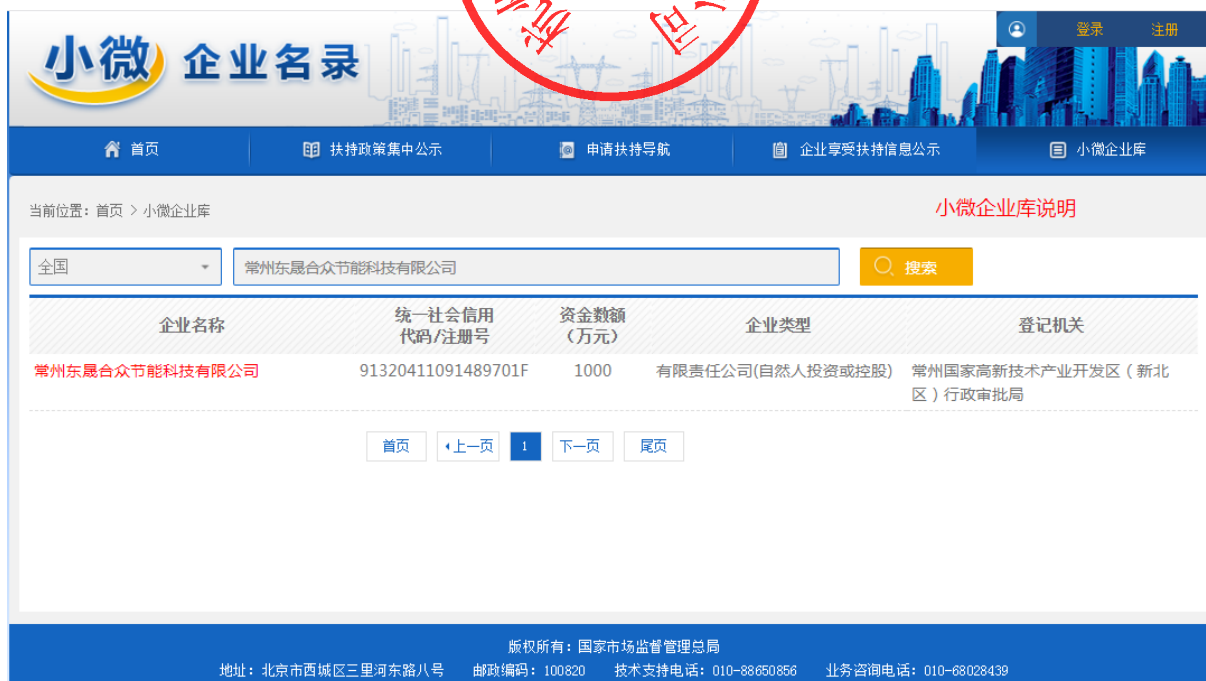 杭
司
小微 企业名录
登录 注册
首页 扶持政策集中公示 申请扶持导航 企业享受扶持信息公示 小微企业库
当前位置：首页 > 小微企业库
小微企业库说明
全国 常州东晟合众节能科技有限公司 搜索
企业名称 统一社会信用代码/注册号 资金数额（万元） 企业类型 登记机关
常州东晟合众节能科技有限公司 91320411091489701F 1000 有限责任公司(自然人投资或控股) 常州国家高新技术产业开发区（新北
区）行政审批局
首页 上一页 1 下一页 尾页
版权所有：国家市场监督管理总局
地址：北京市西城区三里河东路八号 邮政编码：100820 技术支持电话：010-88650856 业务咨询电话：010-68028439